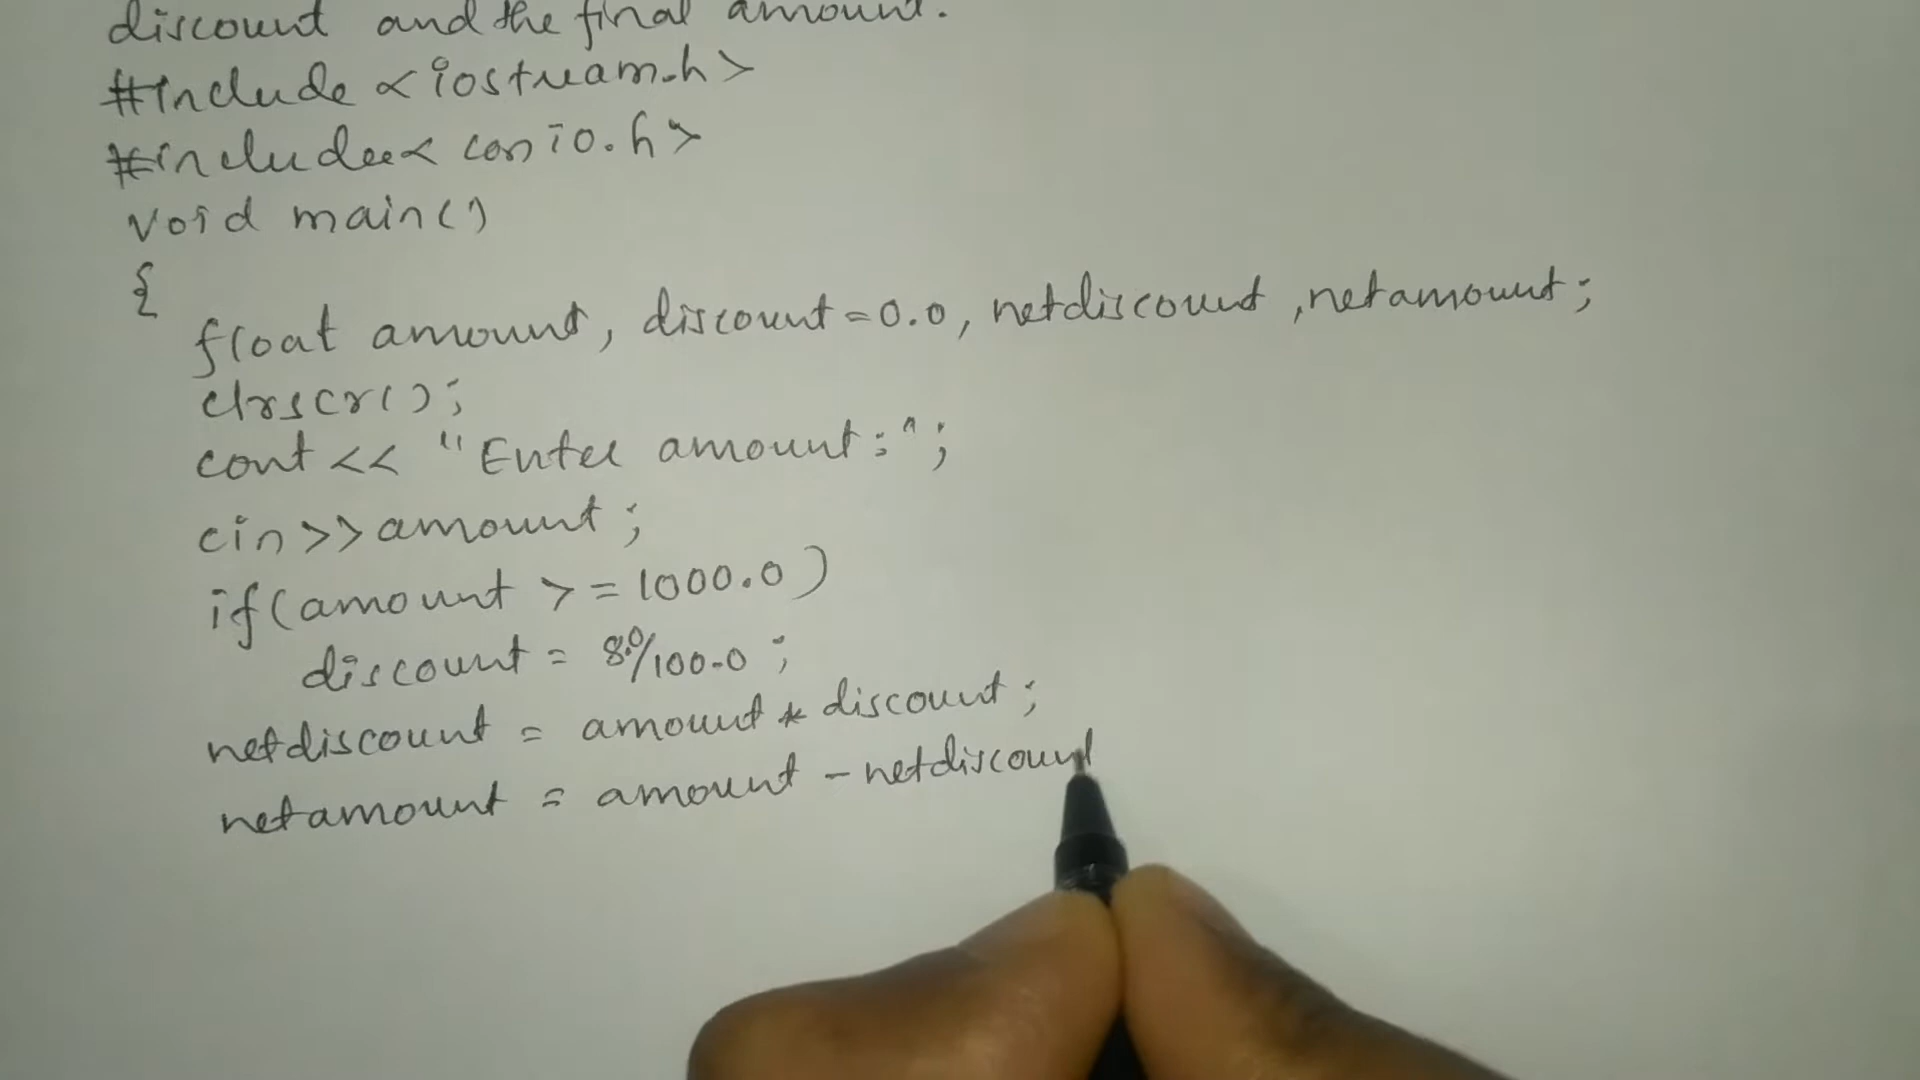 discount and the final amount.
#include <iostream.h>
#include< conio.h>
void main()
{
float amount, discount=0.0, netdiscount, netamount;
clrscr();
cout<< "Enter amount:";
cin>>amount;
if(amount >=1000.0)
discount = 8.0/100.0;
netdiscount = amount * discount;
netamount = amount - netdiscount